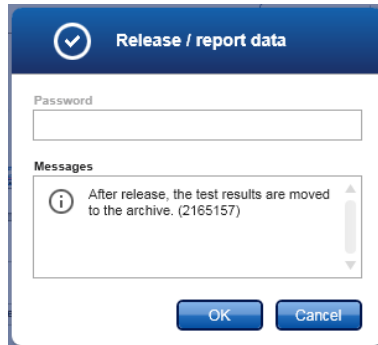 Release / report data
Password
Messages
After release, the test results are moved
to the archive. (2165157)
OK
Cancel